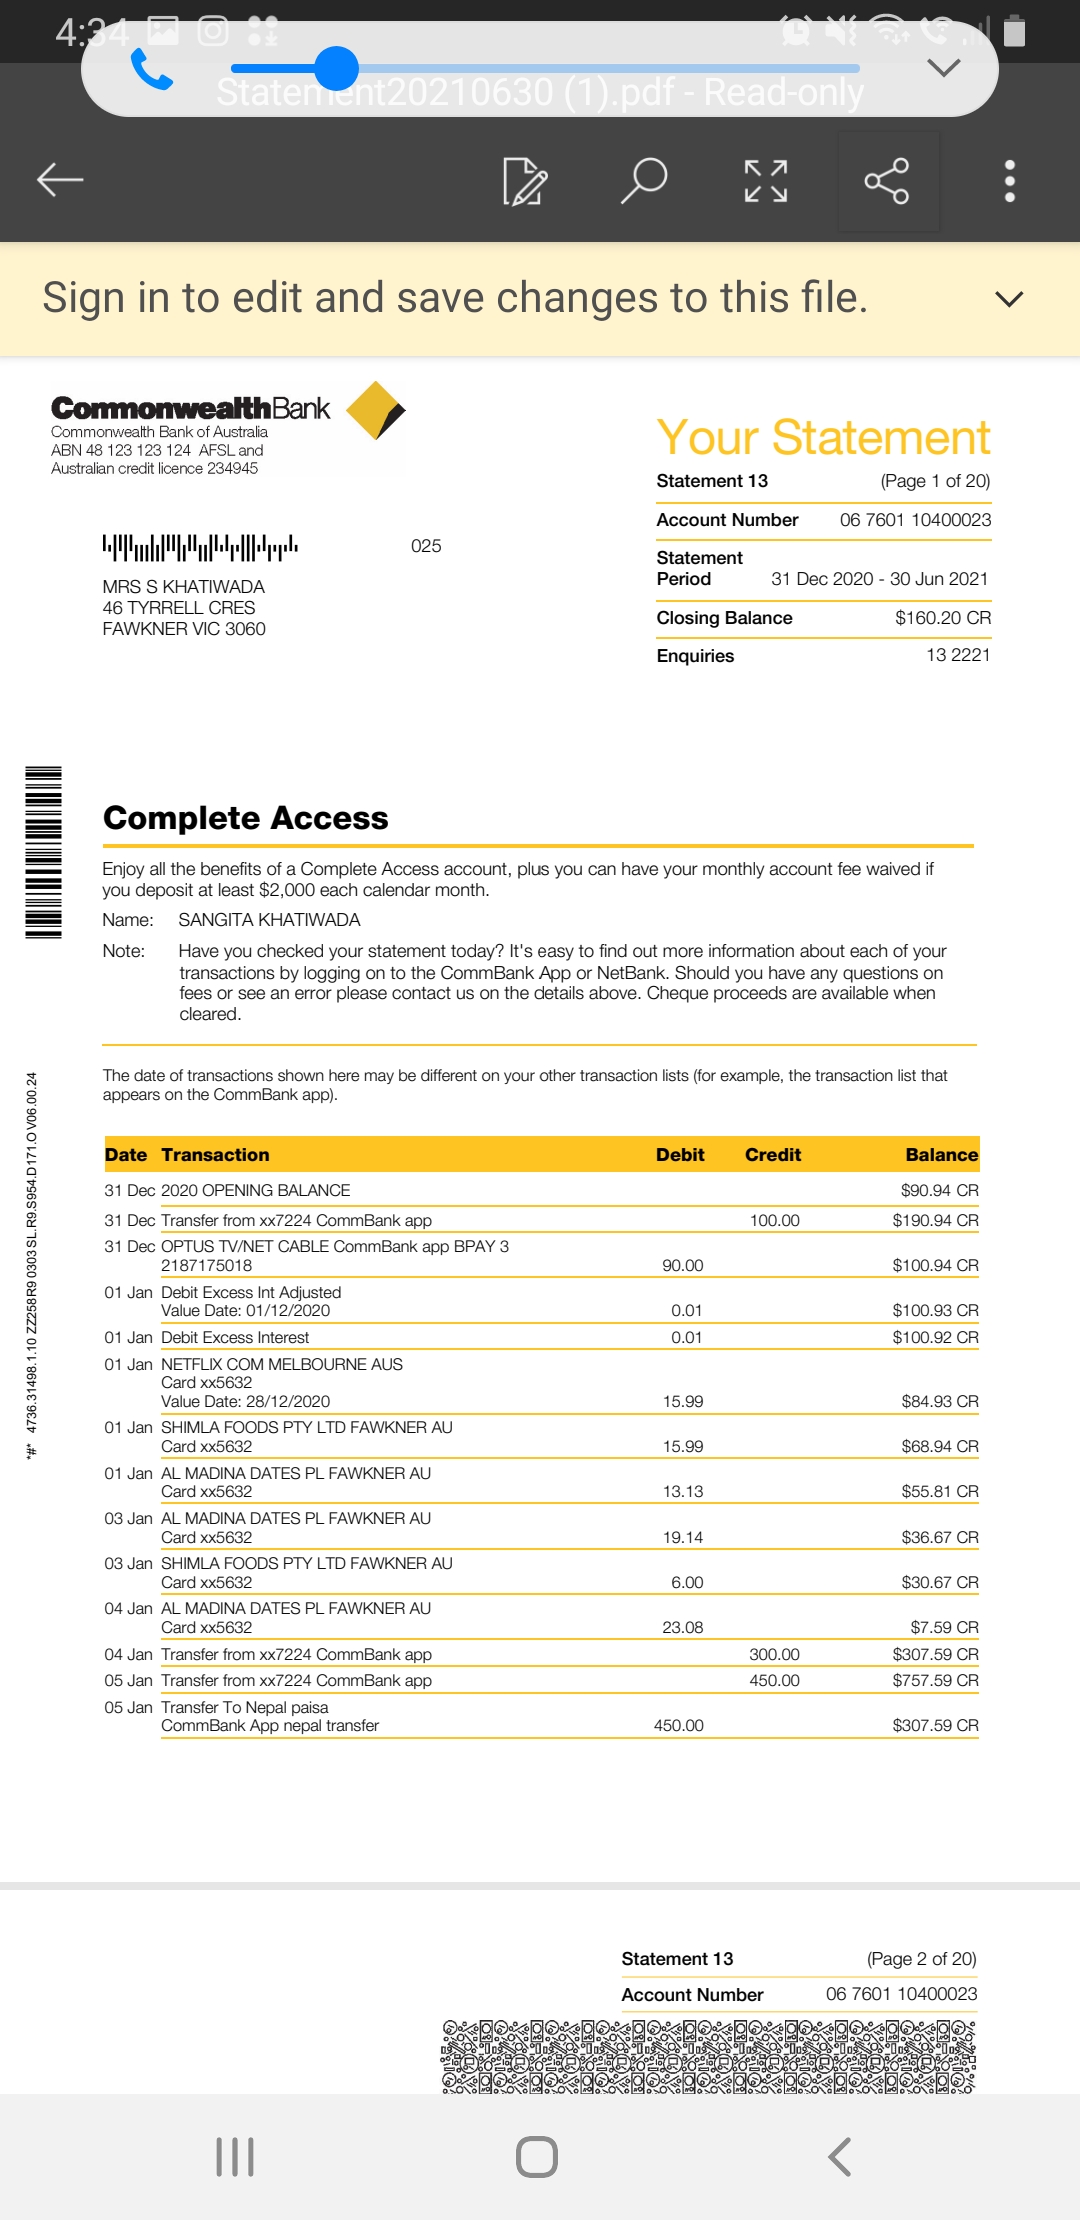 4:34
Statement20210630 (1).pdf - Read-only
Sign in to edit and save changes to this file.
CommonwealthBank
Commonwealth Bank of Australia
ABN 48 123 123 124 AFSL and
Australian credit licence 234945
Your Statement
Statement 13 (Page 1 of 20)
Account Number 06 7601 10400023
Statement
Period 31 Dec 2020 - 30 Jun 2021
Closing Balance $160.20 CR
Enquiries 13 2221
025
MRS S KHATIWADA
46 TYRRELL CRES
FAWKNER VIC 3060
Complete Access
Enjoy all the benefits of a Complete Access account, plus you can have your monthly account fee waived if
you deposit at least $2,000 each calendar month.
Name: SANGITA KHATIWADA
Note: Have you checked your statement today? It's easy to find out more information about each of your
transactions by logging on to the CommBank App or NetBank. Should you have any questions on
fees or see an error please contact us on the details above. Cheque proceeds are available when
cleared.
*#* 4736.31498.1.10 ZZ258R9 0303 SL.R9.S954.D171.O V06.00.24
The date of transactions shown here may be different on your other transaction lists (for example, the transaction list that
appears on the CommBank app).
Date Transaction Debit Credit Balance
31 Dec 2020 OPENING BALANCE $90.94 CR
31 Dec Transfer from xx7224 CommBank app 100.00 $190.94 CR
31 Dec OPTUS TV/NET CABLE CommBank app BPAY 3
2187175018 90.00 $100.94 CR
01 Jan Debit Excess Int Adjusted
Value Date: 01/12/2020 0.01 $100.93 CR
01 Jan Debit Excess Interest 0.01 $100.92 CR
01 Jan NETFLIX COM MELBOURNE AUS
Card xx5632
Value Date: 28/12/2020 15.99 $84.93 CR
01 Jan SHIMLA FOODS PTY LTD FAWKNER AU
Card xx5632 15.99 $68.94 CR
01 Jan AL MADINA DATES PL FAWKNER AU
Card xx5632 13.13 $55.81 CR
03 Jan AL MADINA DATES PL FAWKNER AU
Card xx5632 19.14 $36.67 CR
03 Jan SHIMLA FOODS PTY LTD FAWKNER AU
Card xx5632 6.00 $30.67 CR
04 Jan AL MADINA DATES PL FAWKNER AU
Card xx5632 23.08 $7.59 CR
04 Jan Transfer from xx7224 CommBank app 300.00 $307.59 CR
05 Jan Transfer from xx7224 CommBank app 450.00 $757.59 CR
05 Jan Transfer To Nepal paisa
CommBank App nepal transfer 450.00 $307.59 CR
Statement 13 (Page 2 of 20)
Account Number 06 7601 10400023